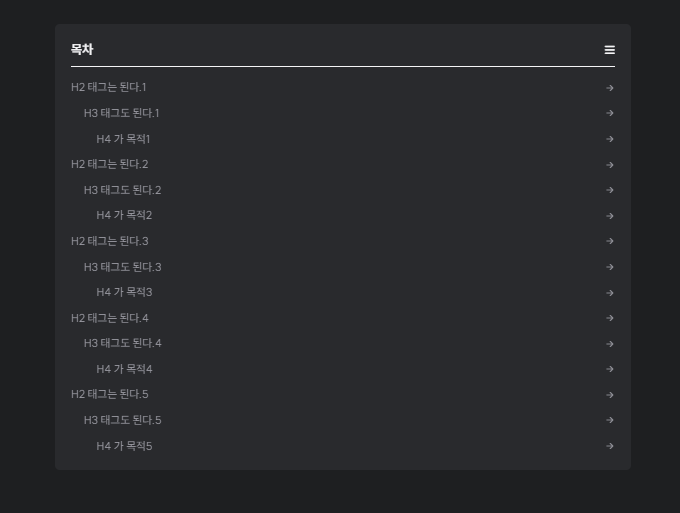 목차
H2 태그는 된다.1
H3 태그도 된다.1
H4 가 목적1
H2 태그는 된다.2
H3 태그도 된다.2
H4 가 목적2
H2 태그는 된다.3
H3 태그도 된다.3
H4 가 목적3
H2 태그는 된다.4
H3 태그도 된다.4
H4 가 목적4
H2 태그는 된다.5
H3 태그도 된다.5
H4 가 목적5